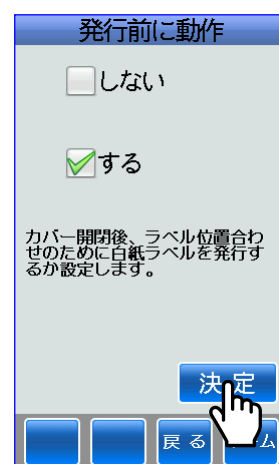 発行前に動作
しない
する
カバー開閉後、ラベル位置合わ
せのために白紙ラベルを発行す
るか設定します。
決定
戻る
ム